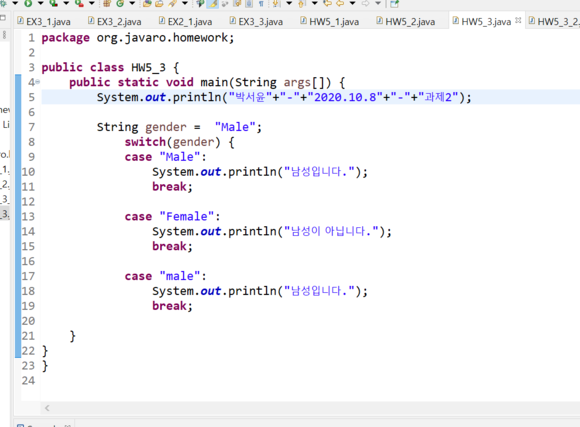 EX3_1.java EX3_2.java EX2_1.java EX3_3.java HW5_1.java HW5_2.java HW5_3.java HW5_3_2.
1 package org.javaro.homework;
2
3 public class HW5_3 {
4 public static void main(String args[]) {
5 System.out.println("박서윤"+"-"+"2020.10.8"+"-"+"과제2");
6
7 String gender =  "Male";
8 switch(gender) {
9 case "Male":
10 System.out.println("남성입니다.");
11 break;
12
13 case "Female":
14 System.out.println("남성이 아닙니다.");
15 break;
16
17 case "male":
18 System.out.println("남성입니다.");
19 break;
20
21 }
22 }
23 }
24